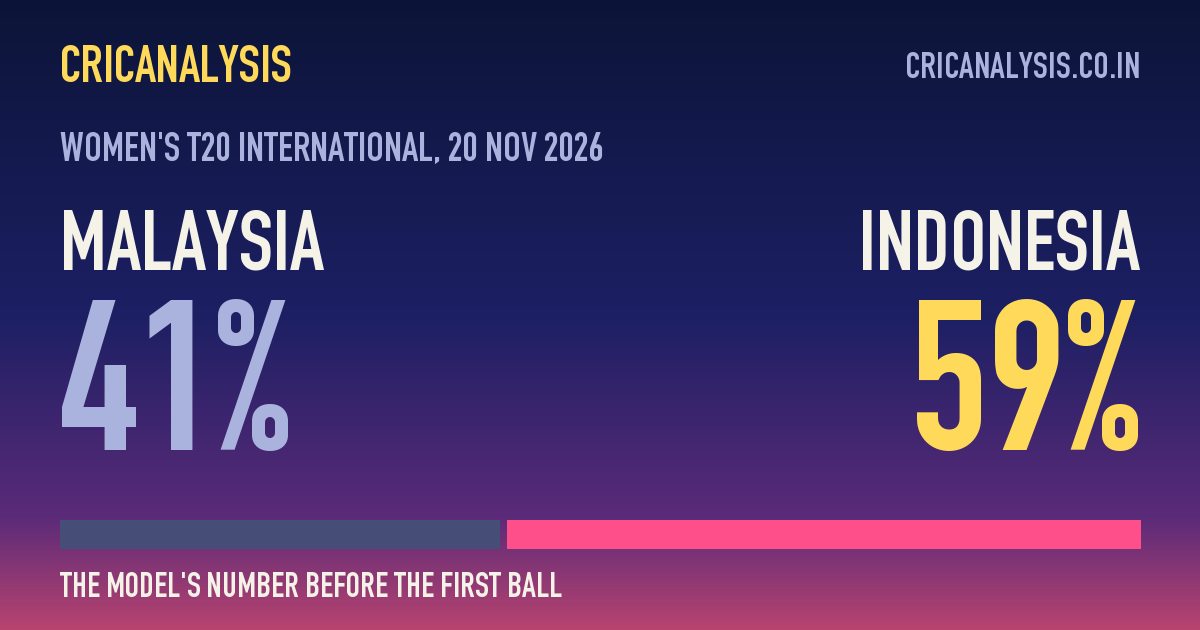 CRICANALYSIS
CRICANALYSIS.CO.IN
WOMEN'S T20 INTERNATIONAL, 20 NOV 2026
MALAYSIA
INDONESIA
41%
59%
THE MODEL'S NUMBER BEFORE THE FIRST BALL